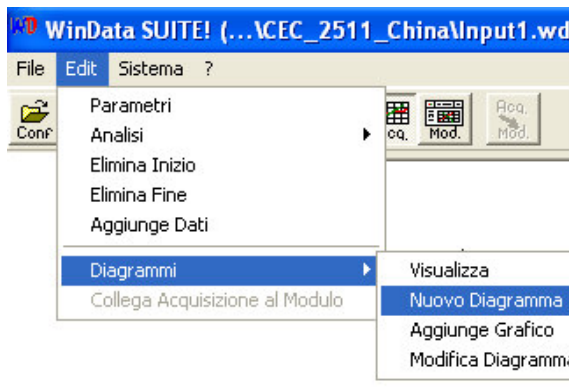 WinData SUITE! (...\CEC_2511_China\Input1.wd
File Edit Sistema ?
Conf
cq. Mod. Acq. Mod.
Parametri
Analisi
Elimina Inizio
Elimina Fine
Aggiunge Dati
Diagrammi
Collega Acquisizione al Modulo
Visualizza
Nuovo Diagramma
Aggiunge Grafico
Modifica Diagramma